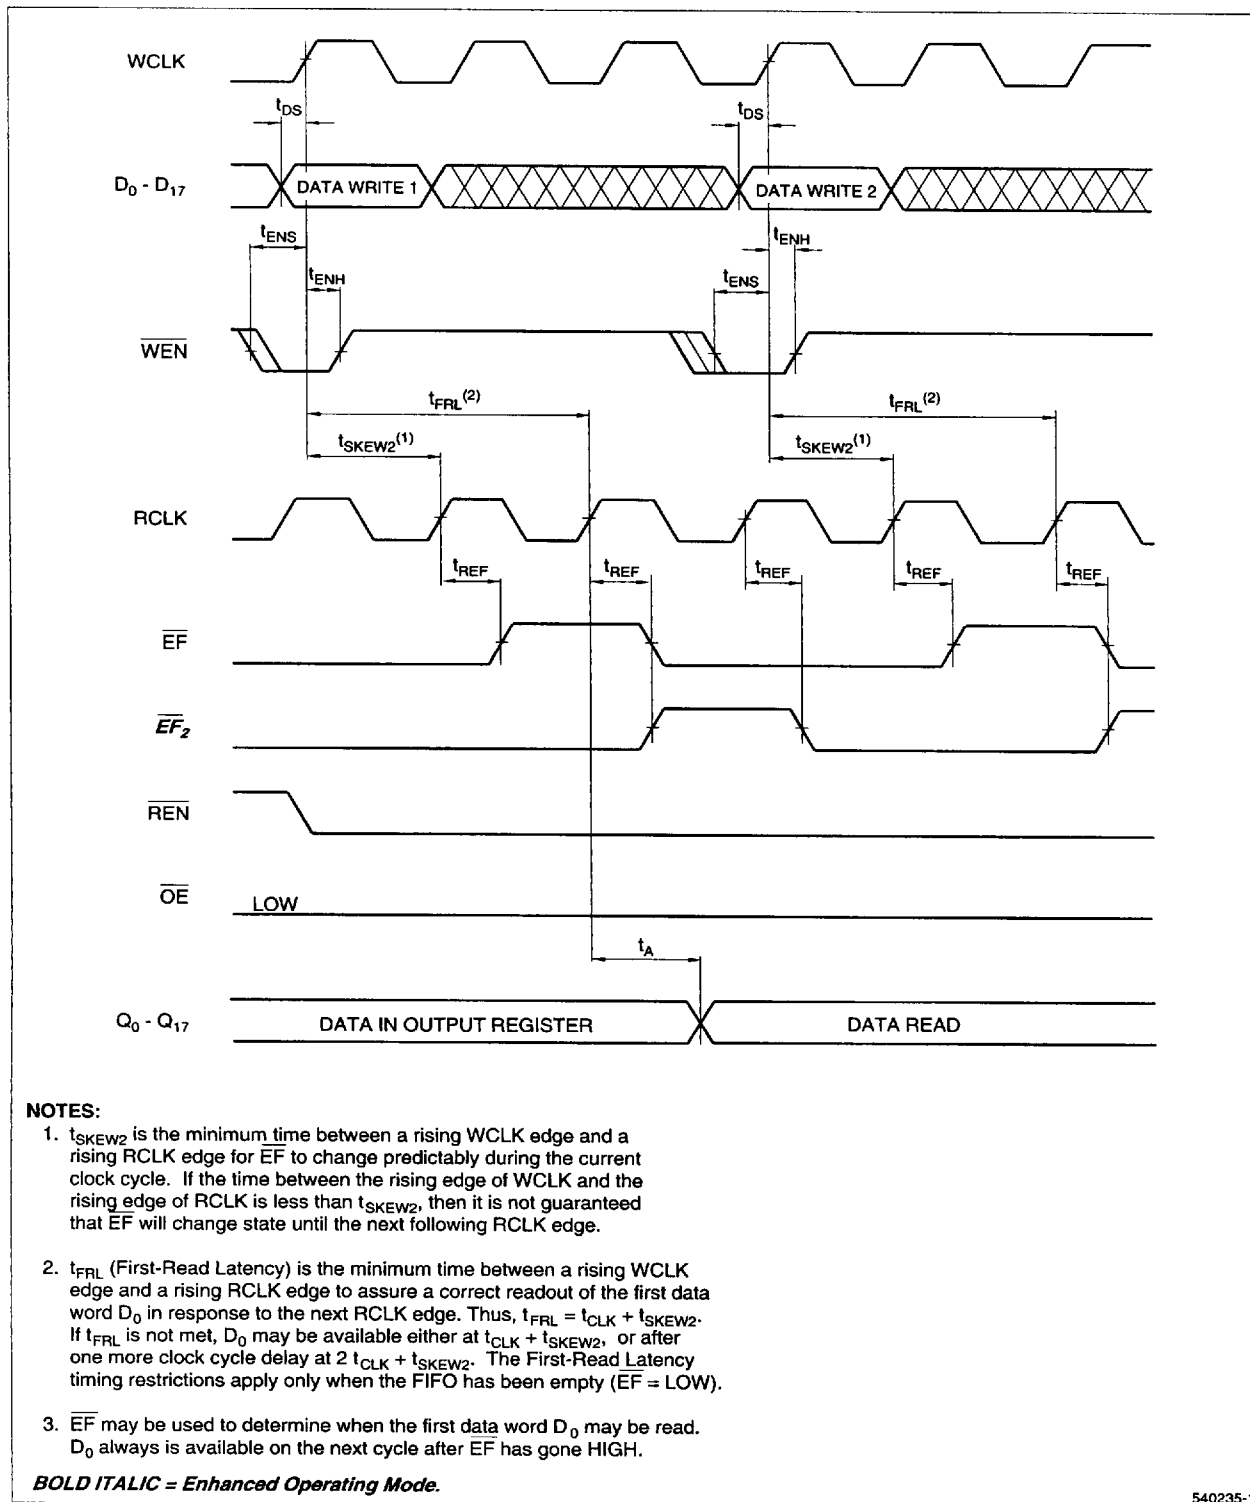 WCLK
tDS
tDS
D0 - D17
DATA WRITE 1
DATA WRITE 2
tENS
tENH
tENH
tENS
WEN
tFRL(2)
tFRL(2)
tSKEW2(1)
tSKEW2(1)
RCLK
tREF
tREF
tREF
tREF
tREF
EF
EF2
REN
OE
LOW
tA
Q0 - Q17
DATA IN OUTPUT REGISTER
DATA READ
NOTES:
1. tSKEW2 is the minimum time between a rising WCLK edge and a
rising RCLK edge for EF to change predictably during the current
clock cycle. If the time between the rising edge of WCLK and the
rising edge of RCLK is less than tSKEW2, then it is not guaranteed
that EF will change state until the next following RCLK edge.
2. tFRL (First-Read Latency) is the minimum time between a rising WCLK
edge and a rising RCLK edge to assure a correct readout of the first data
word D0 in response to the next RCLK edge. Thus, tFRL = tCLK + tSKEW2.
If tFRL is not met, D0 may be available either at tCLK + tSKEW2, or after
one more clock cycle delay at 2 tCLK + tSKEW2. The First-Read Latency
timing restrictions apply only when the FIFO has been empty (EF = LOW).
3. EF may be used to determine when the first data word D0 may be read.
D0 always is available on the next cycle after EF has gone HIGH.
BOLD ITALIC = Enhanced Operating Mode.